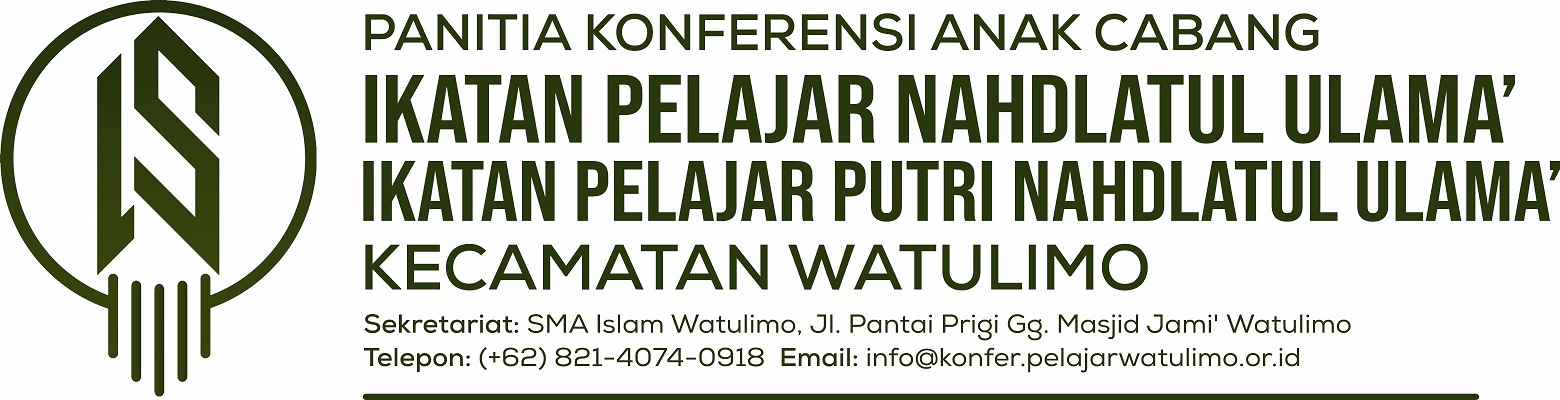 PANITIA KONFERENSI ANAK CABANG
IKATAN PELAJAR NAHDLATUL ULAMA’
IKATAN PELAJAR PUTRI NAHDLATUL ULAMA’
KECAMATAN WATULIMO
Sekretariat: SMA Islam Watulimo, Jl. Pantai Prigi Gg. Masjid Jami' Watulimo
Telepon: (+62) 821-4074-0918 Email: info@konfer.pelajarwatulimo.or.id